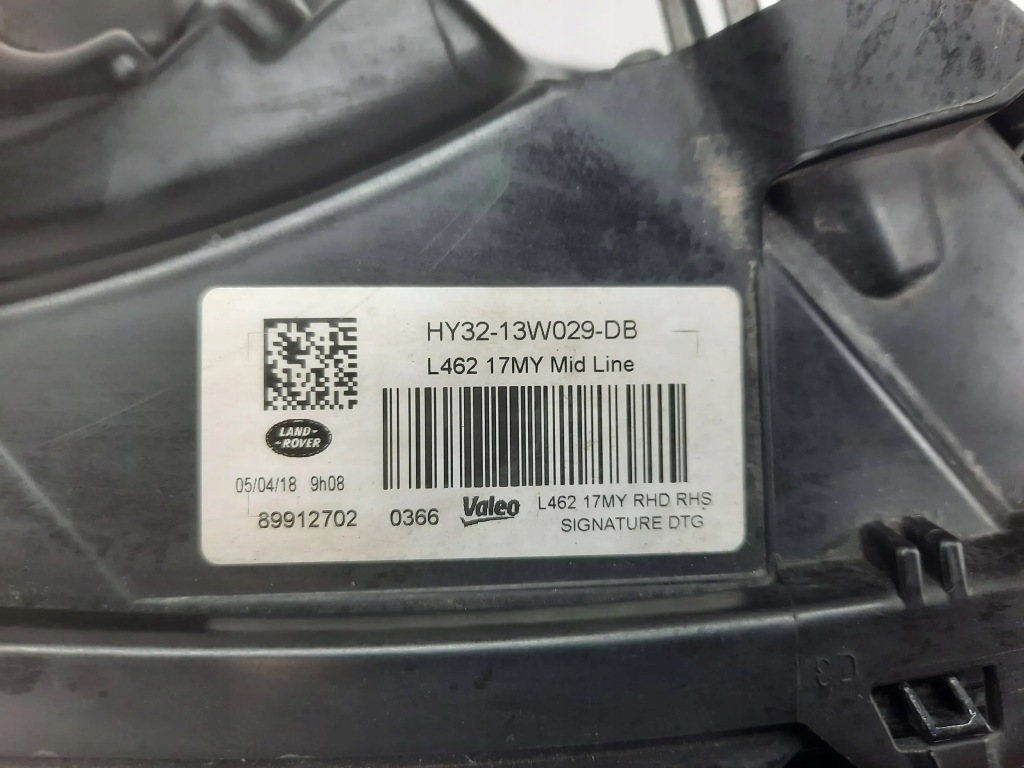 HY32-13W029-DB
L462 17MY Mid Line
LAND-
-ROVER
05/04/18 9h08
89912702 0366 Valeo
L462 17MY RHD RHS
SIGNATURE DTG